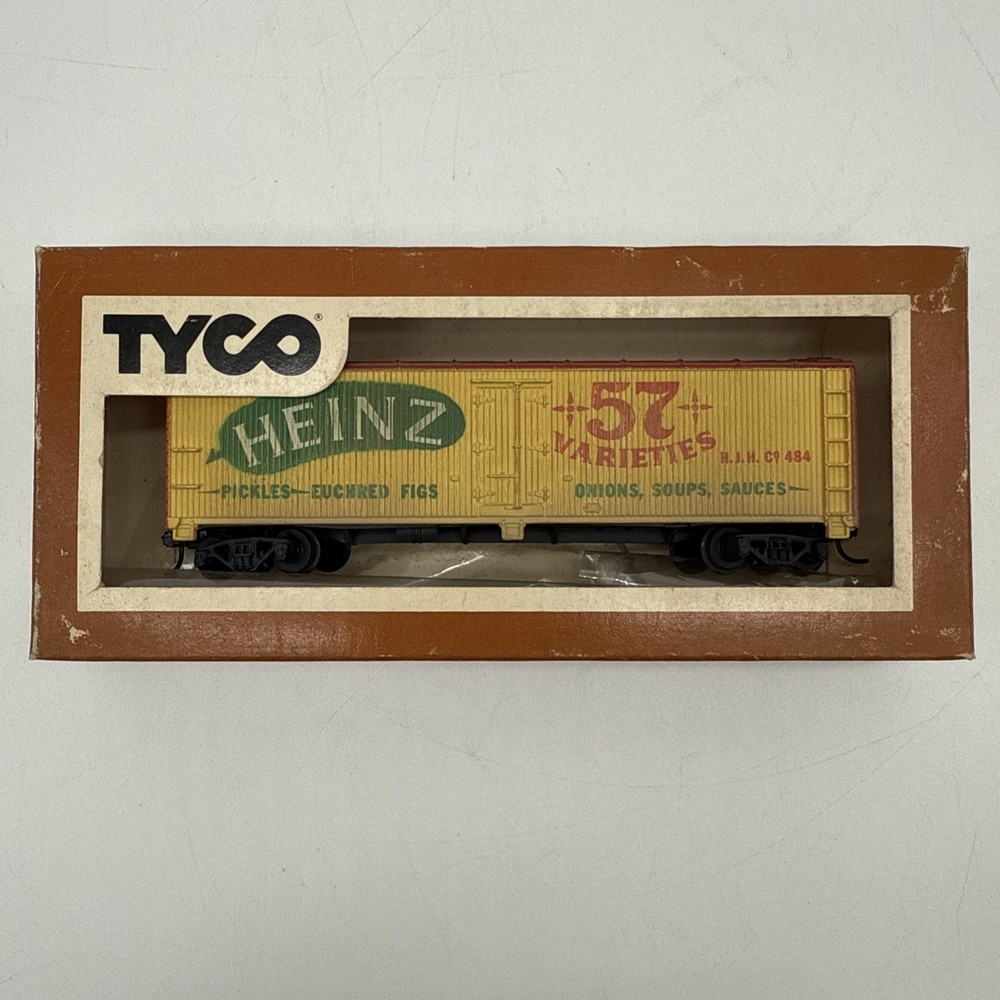 TYCO®
HEINZ
PICKLES EUCHRED FIGS
57
VARIETIES
H.J.H. Cº 484
ONIONS, SOUPS, SAUCES